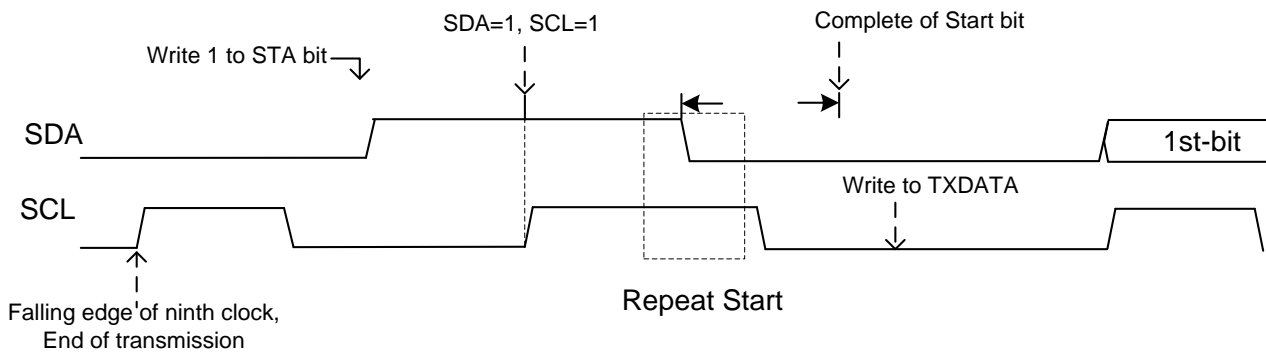 Complete of Start bit
SDA=1, SCL=1
Write 1 to STA bit
SDA
1st-bit
Write to TXDATA
SCL
Repeat Start
Falling edge of ninth clock,
End of transmission